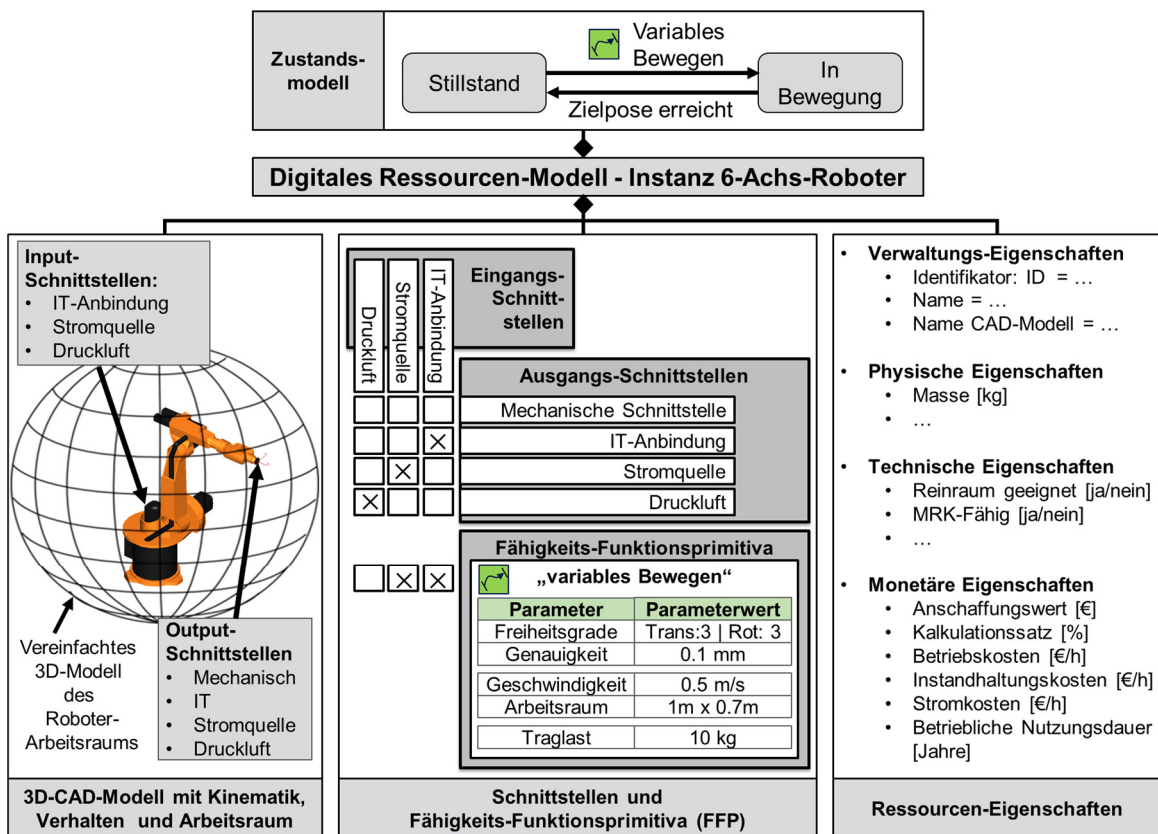 Zustands-
modell
Stillstand
Variables
Bewegen
In
Bewegung
Zielpose erreicht
Digitales Ressourcen-Modell - Instanz 6-Achs-Roboter
Input-
Schnittstellen:
• IT-Anbindung
• Stromquelle
• Druckluft
Vereinfachtes
3D-Modell
des
Roboter-
Arbeitsraums
Output-
Schnittstellen
• Mechanisch
• IT
• Stromquelle
• Druckluft
3D-CAD-Modell mit Kinematik,
Verhalten und Arbeitsraum
Eingangs-
Schnitt-
stellen
Druckluft
Stromquelle
IT-Anbindung
Ausgangs-Schnittstellen
Mechanische Schnittstelle
IT-Anbindung
Stromquelle
Druckluft
Fähigkeits-Funktionsprimitiva
„variables Bewegen“
Parameter Parameterwert
Freiheitsgrade Trans:3 | Rot: 3
Genauigkeit 0.1 mm
Geschwindigkeit 0.5 m/s
Arbeitsraum 1m x 0.7m
Traglast 10 kg
Schnittstellen und
Fähigkeits-Funktionsprimitiva (FFP)
• Verwaltungs-Eigenschaften
• Identifikator: ID = …
• Name = …
• Name CAD-Modell = …
• Physische Eigenschaften
• Masse [kg]
• …
• Technische Eigenschaften
• Reinraum geeignet [ja/nein]
• MRK-Fähig [ja/nein]
• …
• Monetäre Eigenschaften
• Anschaffungswert [€]
• Kalkulationssatz [%]
• Betriebskosten [€/h]
• Instandhaltungskosten [€/h]
• Stromkosten [€/h]
• Betriebliche Nutzungsdauer
[Jahre]
Ressourcen-Eigenschaften